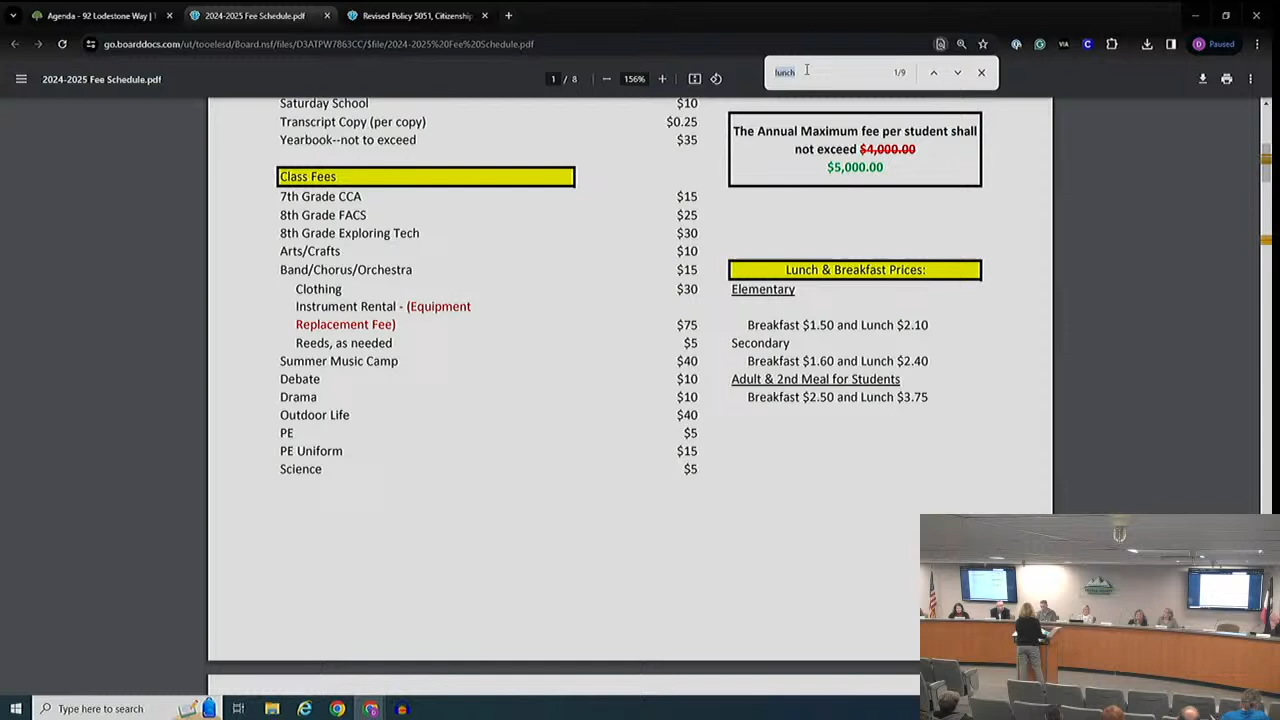 Agenda - 92 Lodestone Way | T
2024-2025 Fee Schedule.pdf
Revised Policy 5051, Citizenship
go.boarddocs.com/ut/tooelesd/Board.nsf/files/D3ATPW7863CC/$file/2024-2025%20Fee%20Schedule.pdf
VIA
D Paused
2024-2025 Fee Schedule.pdf
1 / 8
156%
lunch
1/9
Saturday School $10
Transcript Copy (per copy) $0.25
Yearbook--not to exceed $35
Class Fees
7th Grade CCA $15
8th Grade FACS $25
8th Grade Exploring Tech $30
Arts/Crafts $10
Band/Chorus/Orchestra $15
Clothing $30
Instrument Rental - (Equipment
Replacement Fee) $75
Reeds, as needed $5
Summer Music Camp $40
Debate $10
Drama $10
Outdoor Life $40
PE $5
PE Uniform $15
Science $5
The Annual Maximum fee per student shall
not exceed $4,000.00
$5,000.00
Lunch & Breakfast Prices:
Elementary
Breakfast $1.50 and Lunch $2.10
Secondary
Breakfast $1.60 and Lunch $2.40
Adult & 2nd Meal for Students
Breakfast $2.50 and Lunch $3.75
Type here to search